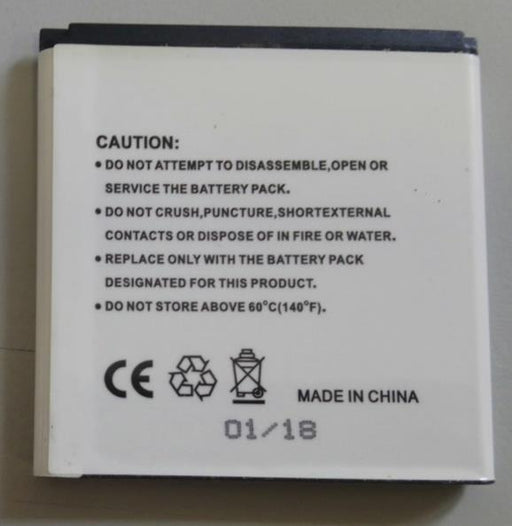 CAUTION:
• DO NOT ATTEMPT TO DISASSEMBLE,OPEN OR
SERVICE THE BATTERY PACK.
• DO NOT CRUSH,PUNCTURE,SHORTEXTERNAL
CONTACTS OR DISPOSE OF IN FIRE OR WATER.
• REPLACE ONLY WITH THE BATTERY PACK
DESIGNATED FOR THIS PRODUCT.
• DO NOT STORE ABOVE 60°C(140°F).
CE
MADE IN CHINA
01/18